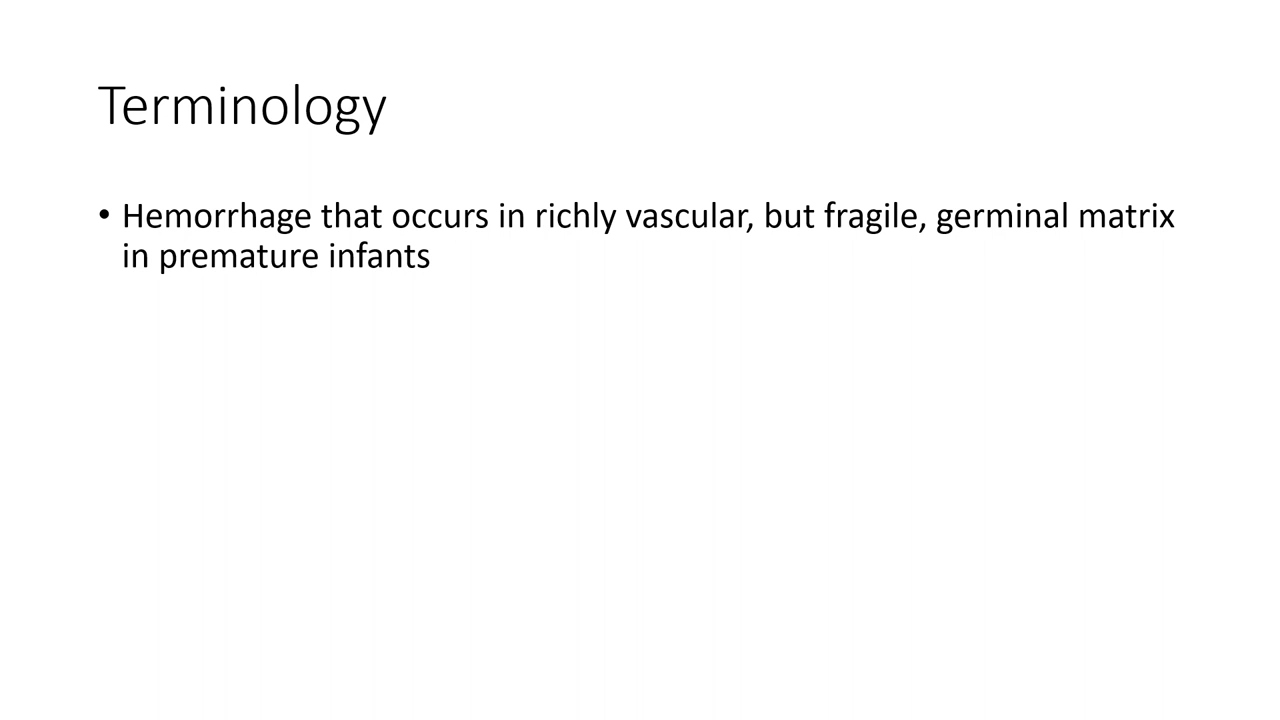 Terminology
• Hemorrhage that occurs in richly vascular, but fragile, germinal matrix
in premature infants